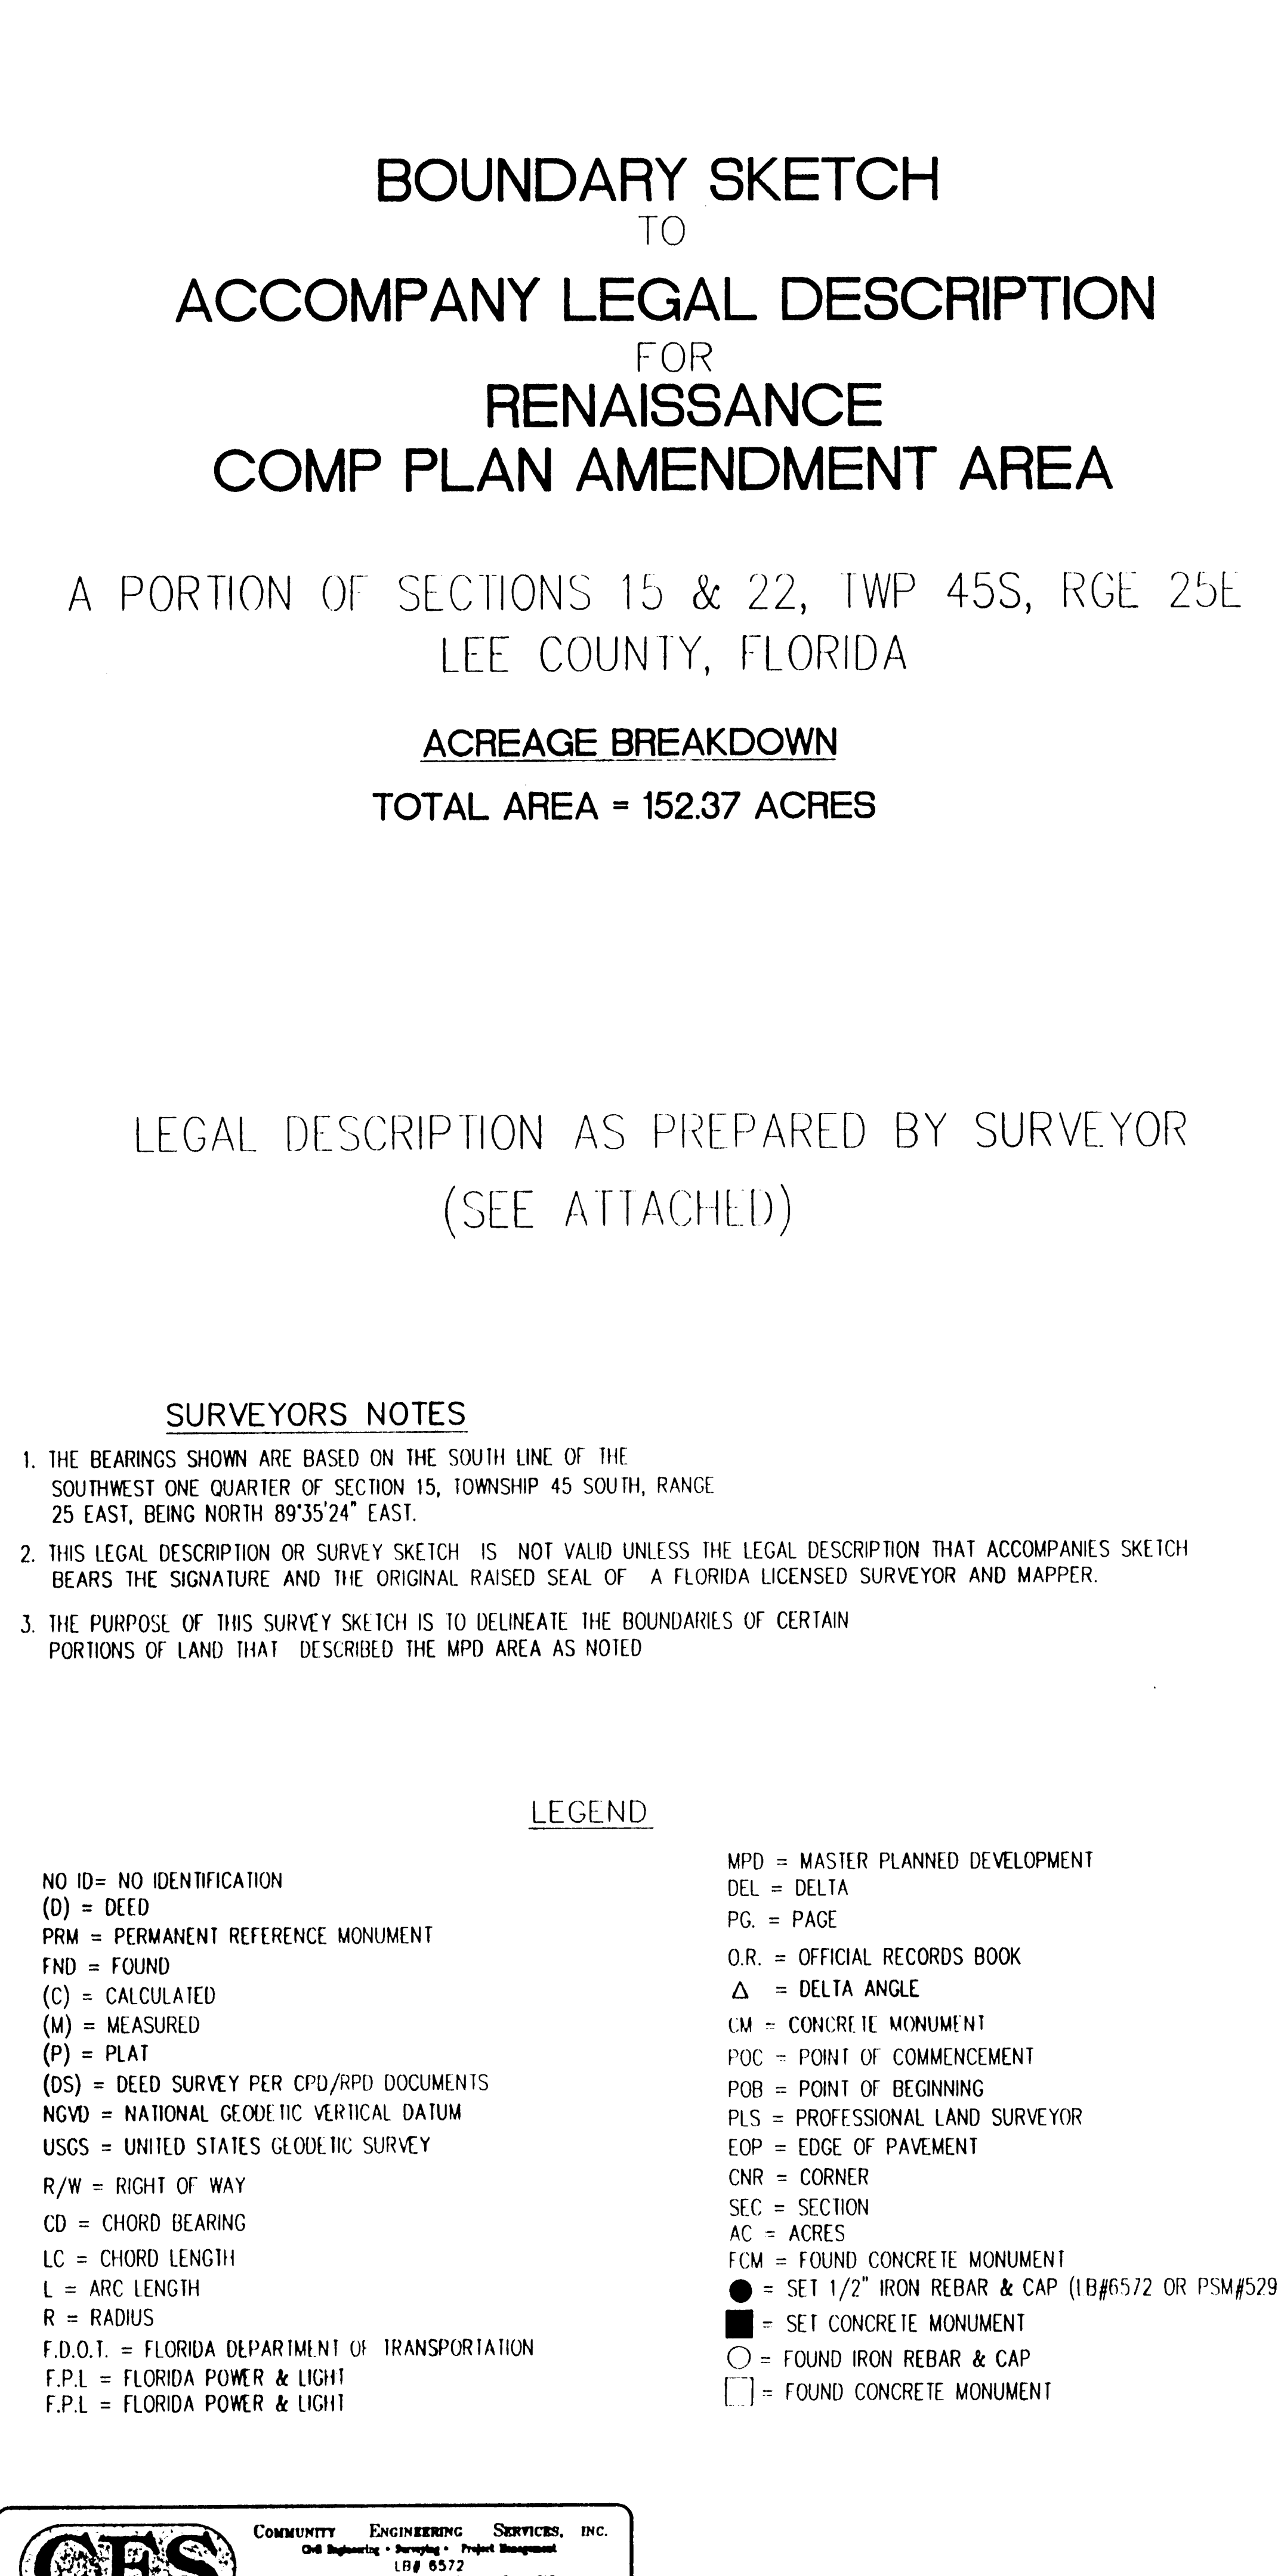 BOUNDARY SKETCH
TO
ACCOMPANY LEGAL DESCRIPTION
FOR
RENAISSANCE
COMP PLAN AMENDMENT AREA
A PORTION OF SECTIONS 15 & 22, TWP 45S, RGE 25E
LEE COUNTY, FLORIDA
ACREAGE BREAKDOWN
TOTAL AREA = 152.37 ACRES
LEGAL DESCRIPTION AS PREPARED BY SURVEYOR
(SEE ATTACHED)
SURVEYORS NOTES
1. THE BEARINGS SHOWN ARE BASED ON THE SOUTH LINE OF THE
SOUTHWEST ONE QUARTER OF SECTION 15, TOWNSHIP 45 SOUTH, RANGE
25 EAST, BEING NORTH 89°35'24" EAST.
2. THIS LEGAL DESCRIPTION OR SURVEY SKETCH IS NOT VALID UNLESS THE LEGAL DESCRIPTION THAT ACCOMPANIES SKETCH
BEARS THE SIGNATURE AND THE ORIGINAL RAISED SEAL OF A FLORIDA LICENSED SURVEYOR AND MAPPER.
3. THE PURPOSE OF THIS SURVEY SKETCH IS TO DELINEATE THE BOUNDARIES OF CERTAIN
PORTIONS OF LAND THAT DESCRIBED THE MPD AREA AS NOTED
LEGEND
NO ID= NO IDENTIFICATION
(D) = DEED
PRM = PERMANENT REFERENCE MONUMENT
FND = FOUND
(C) = CALCULATED
(M) = MEASURED
(P) = PLAT
(DS) = DEED SURVEY PER CPD/RPD DOCUMENTS
NGVD = NATIONAL GEODETIC VERTICAL DATUM
USGS = UNITED STATES GEODETIC SURVEY
R/W = RIGHT OF WAY
CD = CHORD BEARING
LC = CHORD LENGTH
L = ARC LENGTH
R = RADIUS
F.D.O.T. = FLORIDA DEPARTMENT OF TRANSPORTATION
F.P.L = FLORIDA POWER & LIGHT
F.P.L = FLORIDA POWER & LIGHT
MPD = MASTER PLANNED DEVELOPMENT
DEL = DELTA
PG. = PAGE
O.R. = OFFICIAL RECORDS BOOK
Δ = DELTA ANGLE
CM = CONCRETE MONUMENT
POC = POINT OF COMMENCEMENT
POB = POINT OF BEGINNING
PLS = PROFESSIONAL LAND SURVEYOR
EOP = EDGE OF PAVEMENT
CNR = CORNER
SEC = SECTION
AC = ACRES
FCM = FOUND CONCRETE MONUMENT
● = SET 1/2" IRON REBAR & CAP (LB#6572 OR PSM#529
■ = SET CONCRETE MONUMENT
○ = FOUND IRON REBAR & CAP
□ = FOUND CONCRETE MONUMENT
CES
COMMUNITY ENGINEERING SERVICES, INC.
Civil Engineering • Surveying • Project Management
LB# 6572